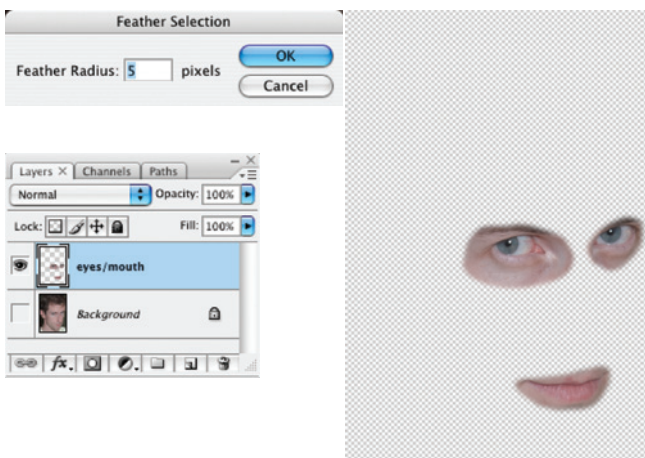 Feather Selection
Feather Radius: 5 pixels
OK
Cancel
Layers × Channels Paths
Normal Opacity: 100%
Lock: Fill: 100%
eyes/mouth
Background
fx.